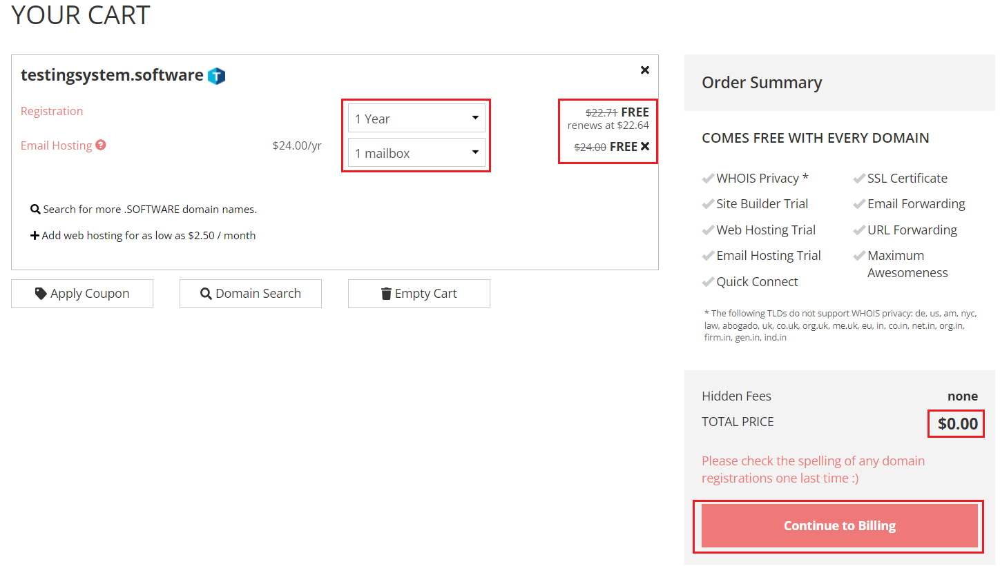 YOUR CART
testingsystem.software T
Registration
1 Year
$22.71 FREE
renews at $22.64
Email Hosting ?
$24.00/yr
1 mailbox
$24.00 FREE
Search for more .SOFTWARE domain names.
Add web hosting for as low as $2.50 / month
Apply Coupon
Domain Search
Empty Cart
Order Summary
COMES FREE WITH EVERY DOMAIN
WHOIS Privacy *
SSL Certificate
Site Builder Trial
Email Forwarding
Web Hosting Trial
URL Forwarding
Email Hosting Trial
Maximum
Awesomeness
Quick Connect
* The following TLDs do not support WHOIS privacy: de, us, am, nyc,
law, abogado, uk, co.uk, org.uk, me.uk, eu, in, co.in, net.in, org.in,
firm.in, gen.in, ind.in
Hidden Fees
none
TOTAL PRICE
$0.00
Please check the spelling of any domain
registrations one last time :)
Continue to Billing